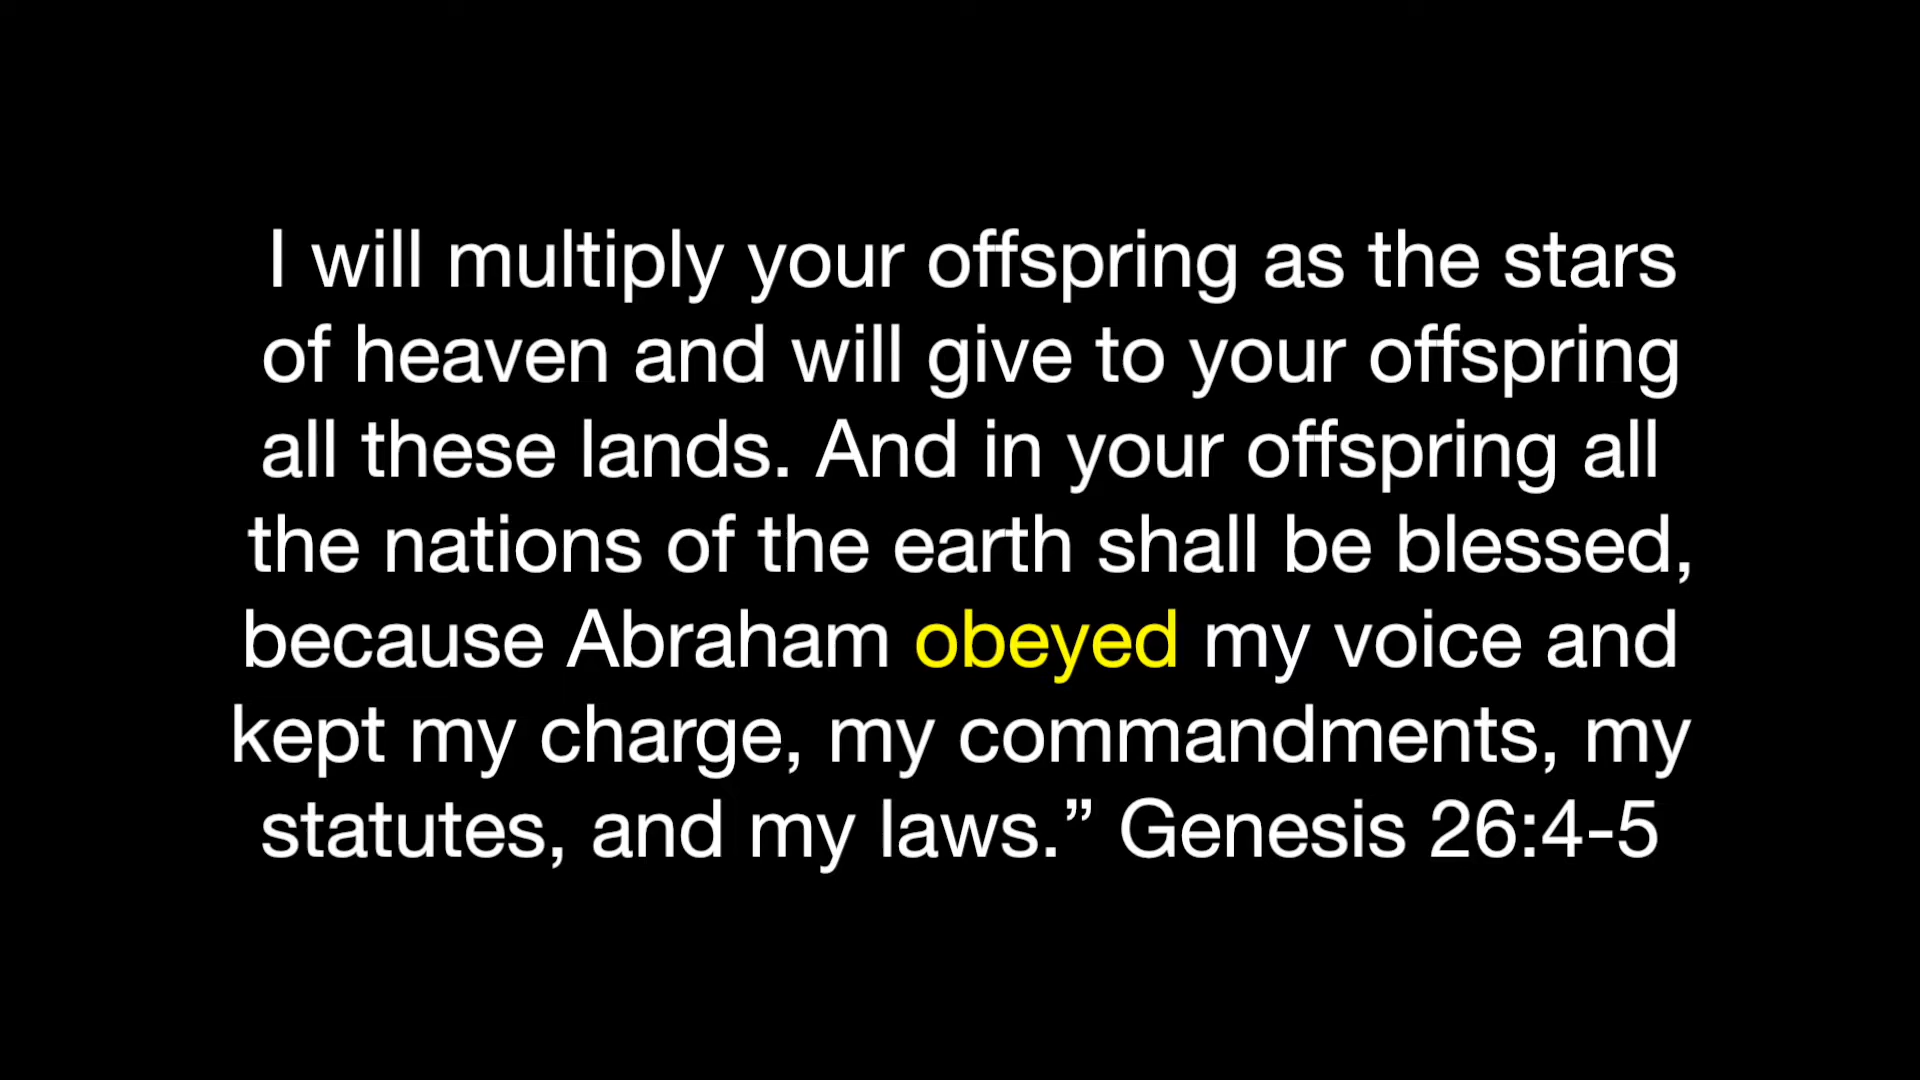 I will multiply your offspring as the stars
of heaven and will give to your offspring
all these lands. And in your offspring all
the nations of the earth shall be blessed,
because Abraham obeyed my voice and
kept my charge, my commandments, my
statutes, and my laws.” Genesis 26:4-5